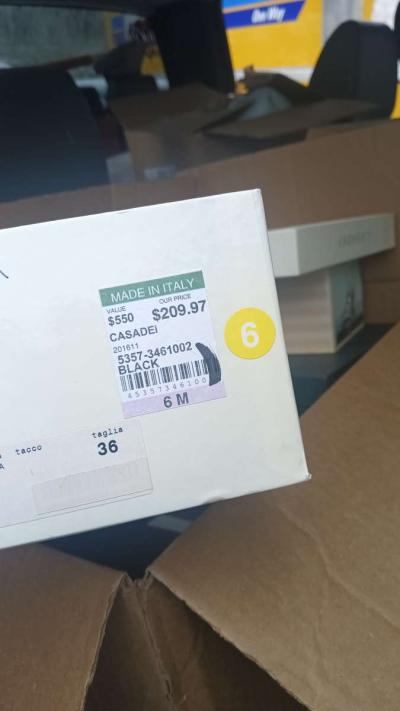 One Way
MADE IN ITALY
VALUE OUR PRICE
$550 $209.97
CASADEI
201611
5357-3461002
BLACK
6 M
6
tacco taglia
36